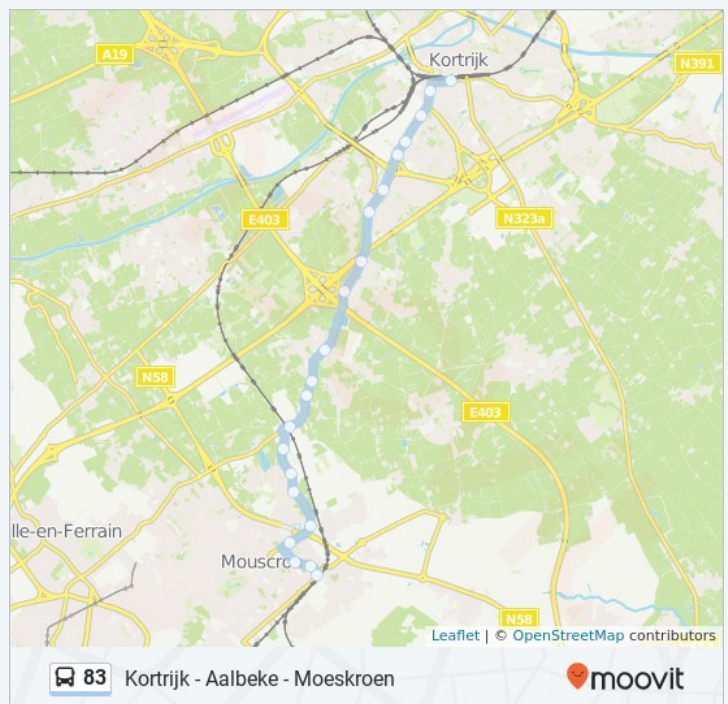 A19
Kortrijk
N391
E403
N323a
N58
E403
lle-en-Ferrain
Mouscro
N58
Leaflet | © OpenStreetMap contributors
83 Kortrijk - Aalbeke - Moeskroen
moovit